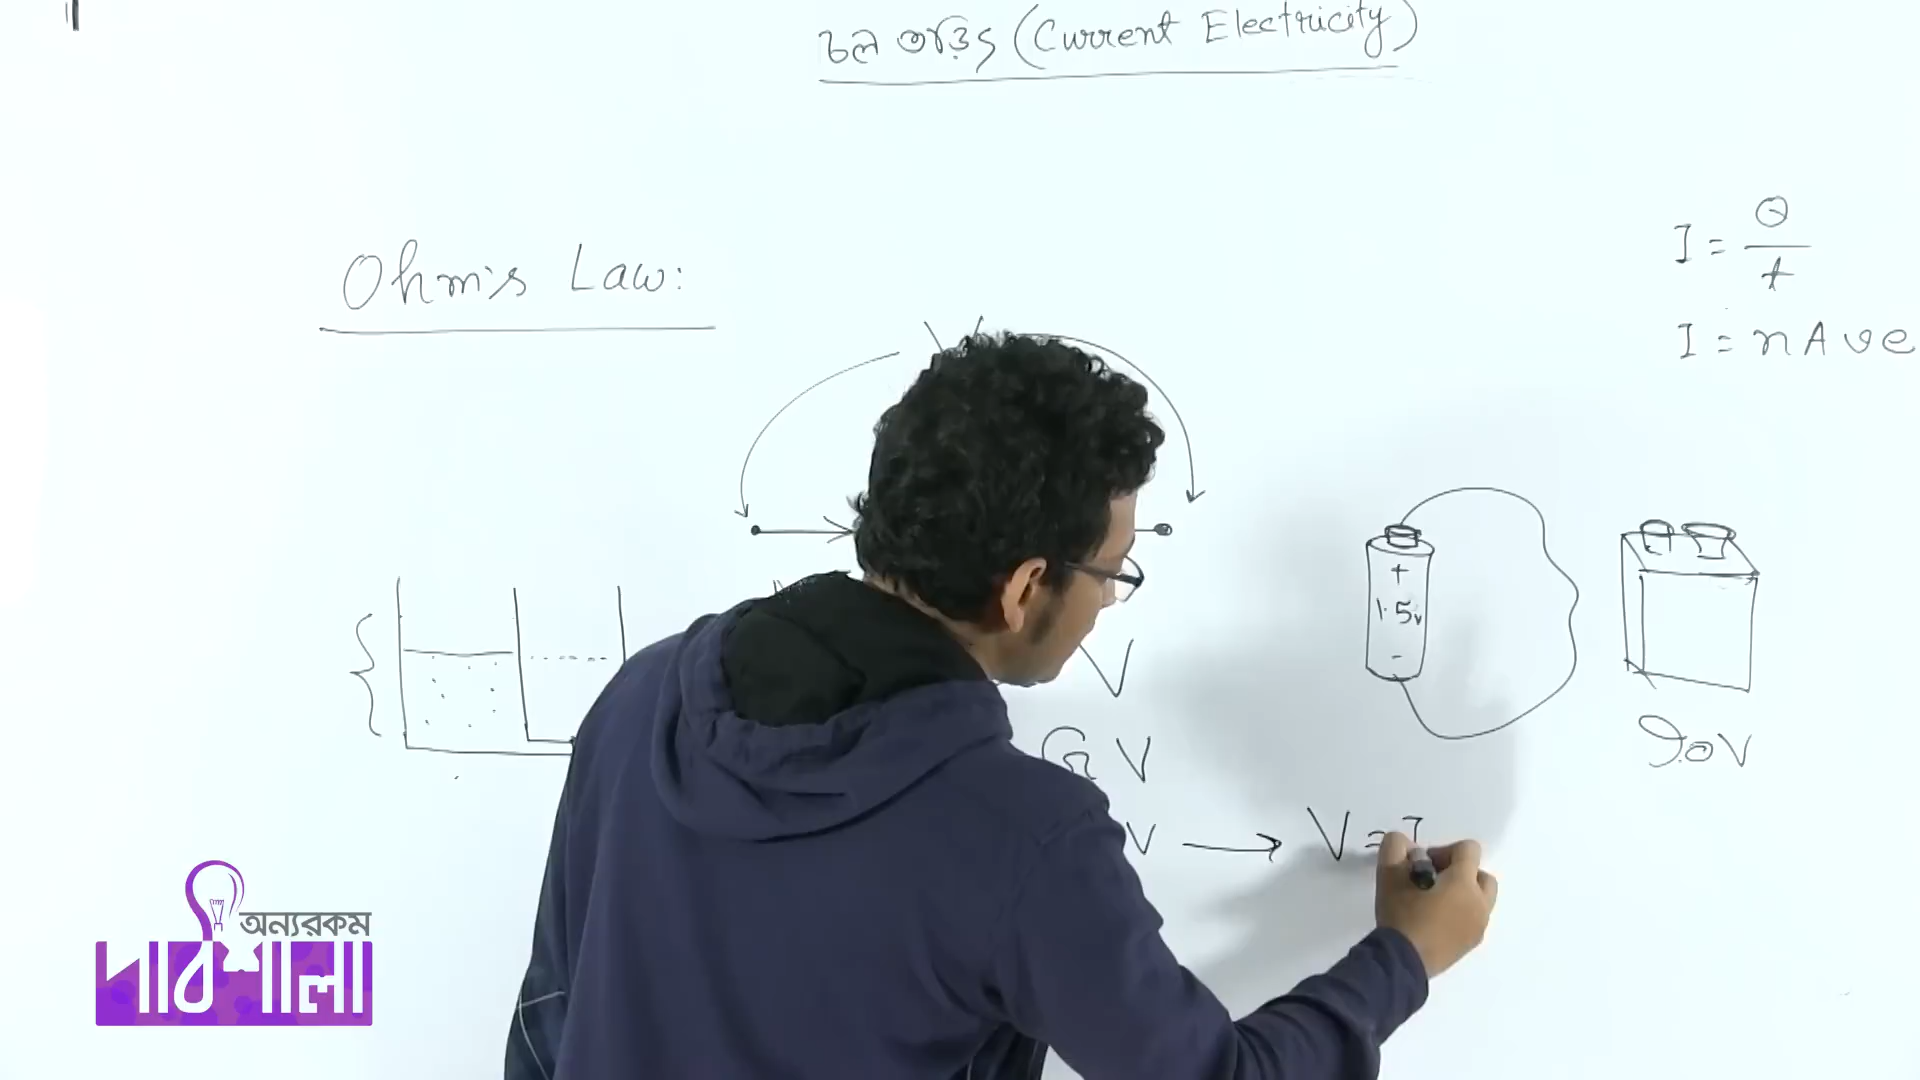 চল তড়িৎ (Current Electricity)
I = Q/t
Ohm's Law:
I = nAve
V
+
1.5v
-
V
V
9.0V
V → V =
অন্যরকম
পাঠশালা